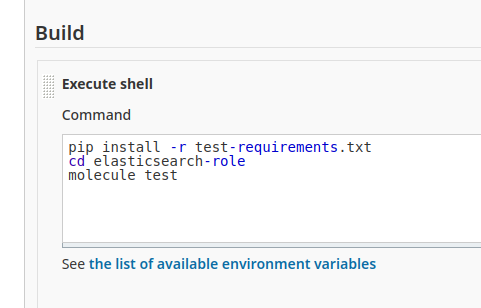 Build
Execute shell
Command
pip install -r test-requirements.txt
cd elasticsearch-role
molecule test
See the list of available environment variables